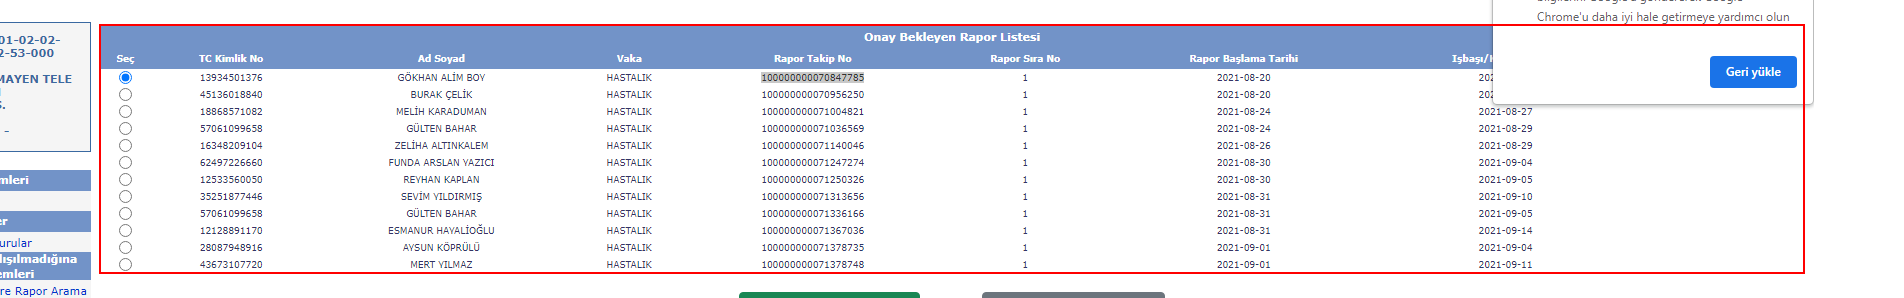 bilgilerini Google'a göndererek Google
Chrome'u daha iyi hale getirmeye yardımcı olun
Geri yükle
01-02-02-
2-53-000
MAYEN TELE
S.
-
mleri
er
urular
lışılmadığına
emleri
re Rapor Arama
Onay Bekleyen Rapor Listesi
Seç TC Kimlik No Ad Soyad Vaka Rapor Takip No Rapor Sıra No Rapor Başlama Tarihi İşbaşı/
13934501376 GÖKHAN ALİM BOY HASTALIK 100000000070847785 1 2021-08-20 202
45136018840 BURAK ÇELİK HASTALIK 100000000070956250 1 2021-08-20 202
18868571082 MELİH KARADUMAN HASTALIK 100000000071004821 1 2021-08-24 2021-08-27
57061099658 GÜLTEN BAHAR HASTALIK 100000000071036569 1 2021-08-24 2021-08-29
16348209104 ZELİHA ALTINKALEM HASTALIK 100000000071140046 1 2021-08-26 2021-08-29
62497226660 FUNDA ARSLAN YAZICI HASTALIK 100000000071247274 1 2021-08-30 2021-09-04
12533560050 REYHAN KAPLAN HASTALIK 100000000071250326 1 2021-08-30 2021-09-05
35251877446 SEVİM YILDIRMIŞ HASTALIK 100000000071313656 1 2021-08-31 2021-09-10
57061099658 GÜLTEN BAHAR HASTALIK 100000000071336166 1 2021-08-31 2021-09-05
12128891170 ESMANUR HAYALİOĞLU HASTALIK 100000000071367036 1 2021-08-31 2021-09-14
28087948916 AYSUN KÖPRÜLÜ HASTALIK 100000000071378735 1 2021-09-01 2021-09-04
43673107720 MERT YILMAZ HASTALIK 100000000071378748 1 2021-09-01 2021-09-11